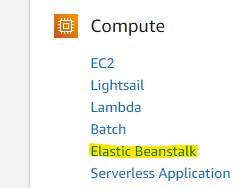 Compute
EC2
Lightsail
Lambda
Batch
Elastic Beanstalk
Serverless Application